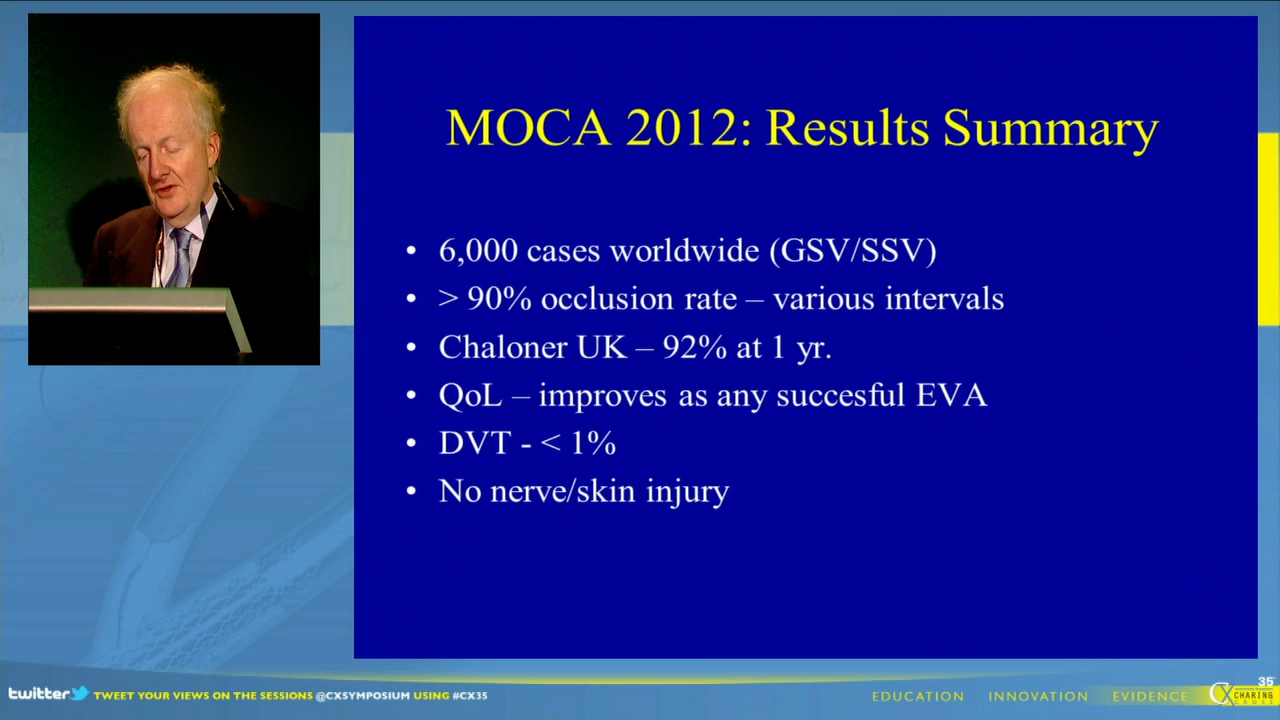 MOCA 2012: Results Summary
• 6,000 cases worldwide (GSV/SSV)
• > 90% occlusion rate – various intervals
• Chaloner UK – 92% at 1 yr.
• QoL – improves as any succesful EVA
• DVT - < 1%
• No nerve/skin injury
twitter TWEET YOUR VIEWS ON THE SESSIONS @CXSYMPOSIUM USING #CX35
EDUCATION INNOVATION EVIDENCE
35
CX CHARING
CROSS